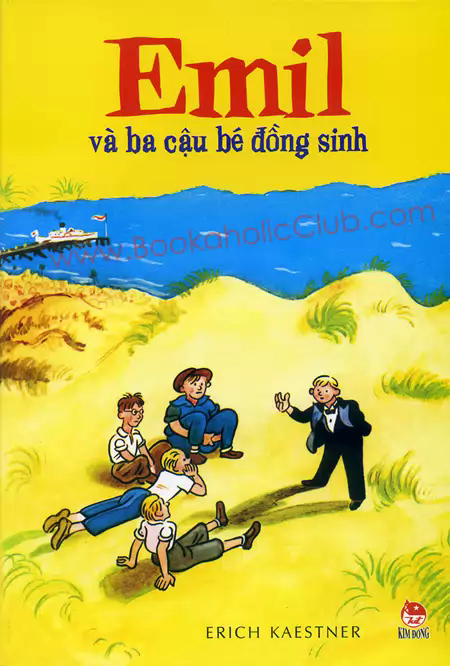 Emil
và ba cậu bé đồng sinh
www.BookaholicClub.com
ERICH KAESTNER
KIM ĐỒNG